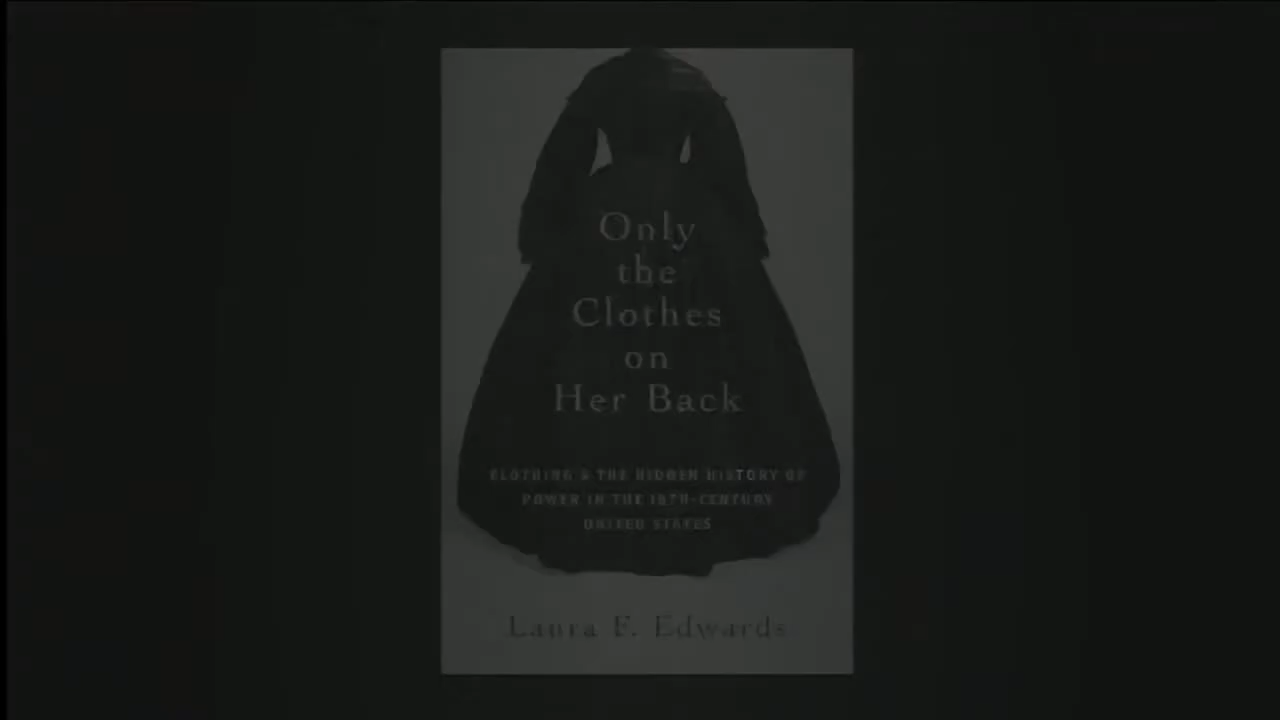 Only
the
Clothes
on
Her Back
CLOTHING & THE HIDDEN HISTORY OF
POWER IN THE 19TH-CENTURY
UNITED STATES
Laura F. Edwards